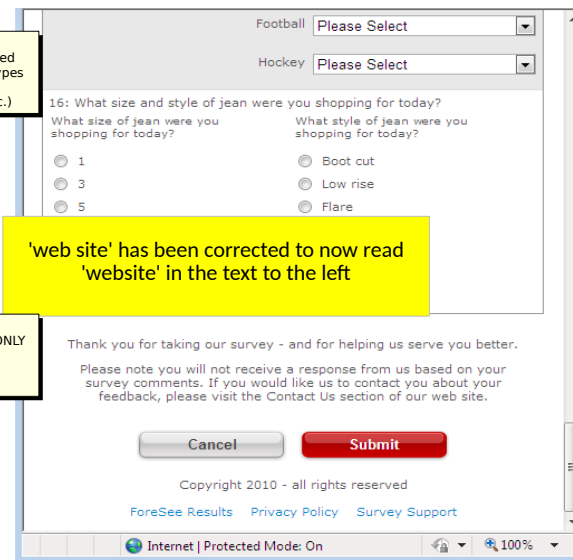 Football Please Select
ed
ypes
Hockey Please Select
c.)
16: What size and style of jean were you shopping for today?
What size of jean were you
shopping for today?
What style of jean were you
shopping for today?
1
Boot cut
3
Low rise
5
Flare
'web site' has been corrected to now read
'website' in the text to the left
ONLY
Thank you for taking our survey - and for helping us serve you better.
Please note you will not receive a response from us based on your
survey comments. If you would like us to contact you about your
feedback, please visit the Contact Us section of our web site.
Cancel Submit
Copyright 2010 - all rights reserved
ForeSee Results Privacy Policy Survey Support
Internet | Protected Mode: On 100%